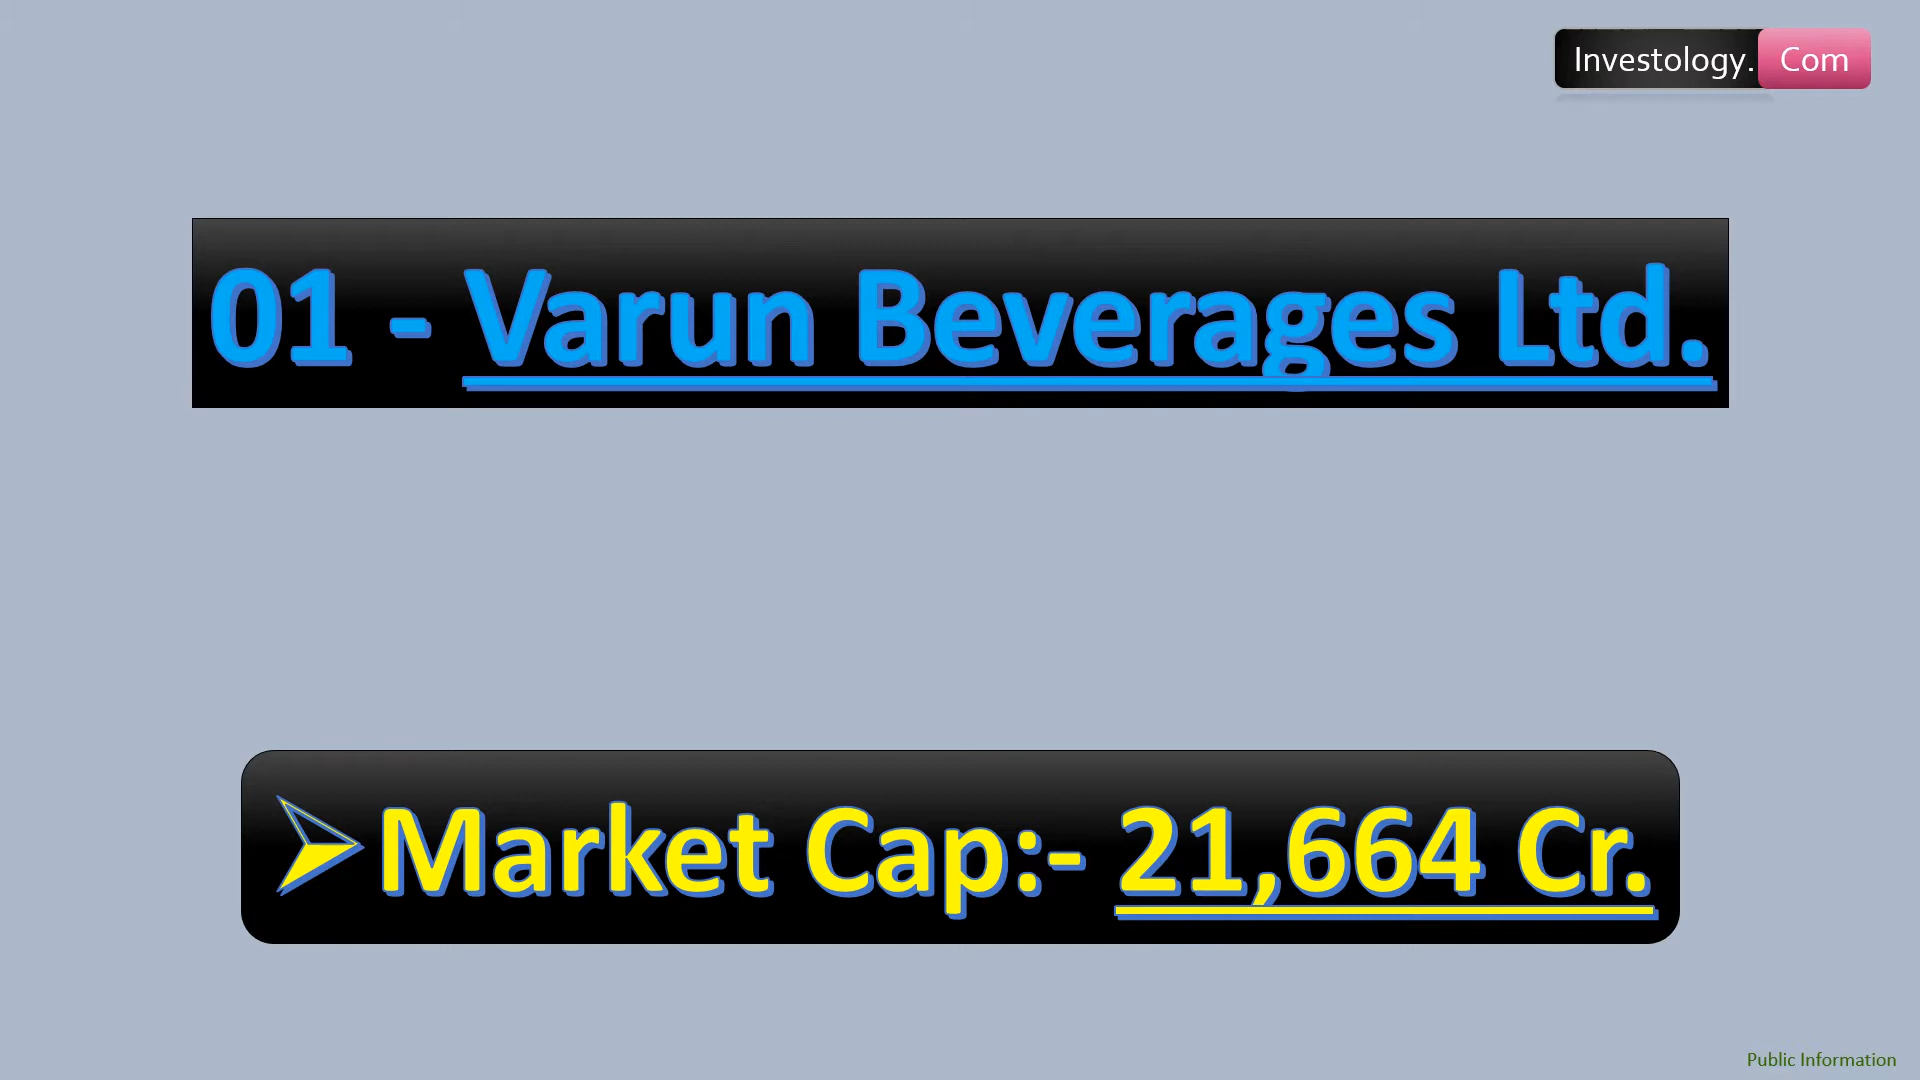 Investology. Com
01 - Varun Beverages Ltd.
➢Market Cap:- 21,664 Cr.
Public Information